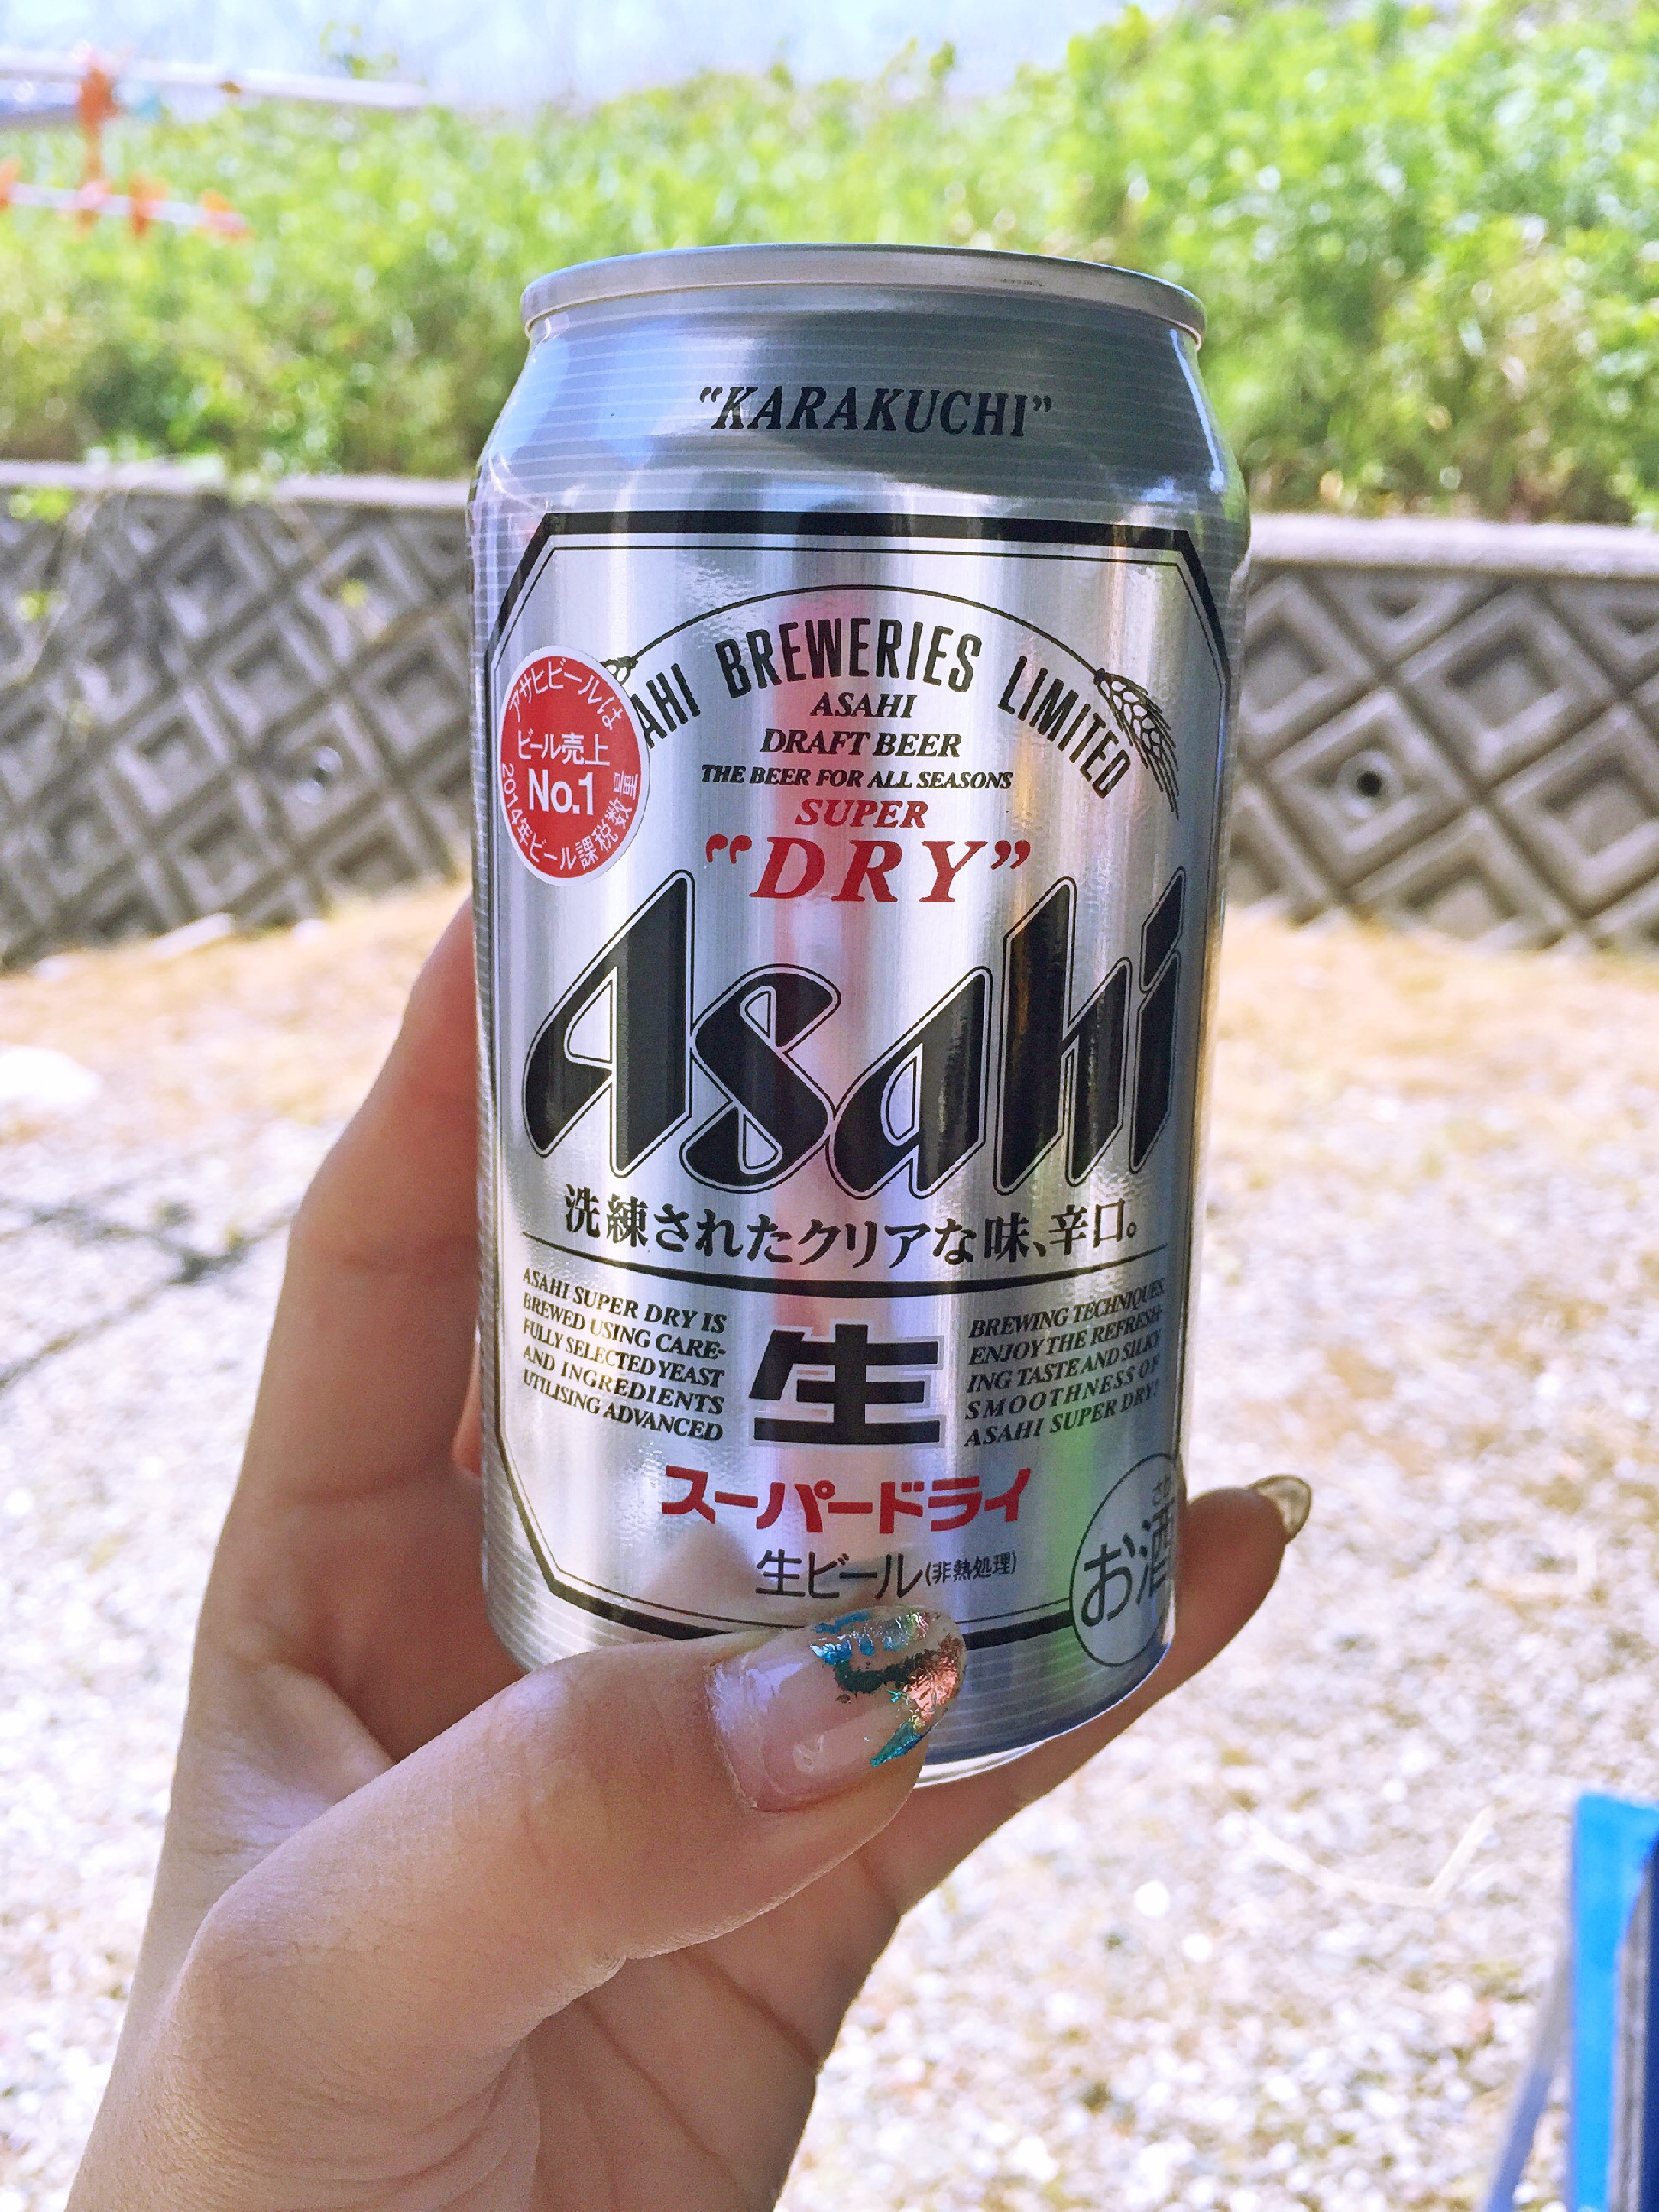 "KARAKUCHI"
AHI BREWERIES LIMITED
ASAHI
DRAFT BEER
THE BEER FOR ALL SEASONS
SUPER
"DRY"
アサヒビールは
ビール売上
No.1
2014年ビール課税数量
Asahi
洗練されたクリアな味、辛口。
ASAHI SUPER DRY IS
BREWED USING CARE-
FULLY SELECTED YEAST
AND INGREDIENTS
UTILISING ADVANCED
生
BREWING TECHNIQUES.
ENJOY THE REFRESH-
ING TASTE AND SILKY
SMOOTHNESS OF
ASAHI SUPER DRY!
スーパードライ
生ビール(非熱処理)
お酒